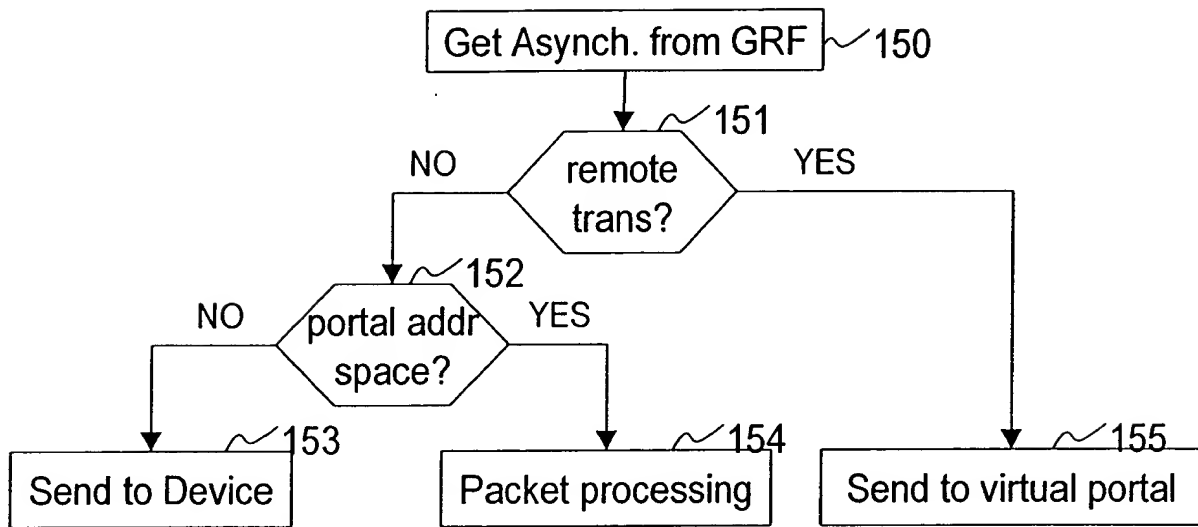 Get Asynch. from GRF 150
151
NO
remote
trans?
YES
152
NO
portal addr
space?
YES
153
154
155
Send to Device
Packet processing
Send to virtual portal